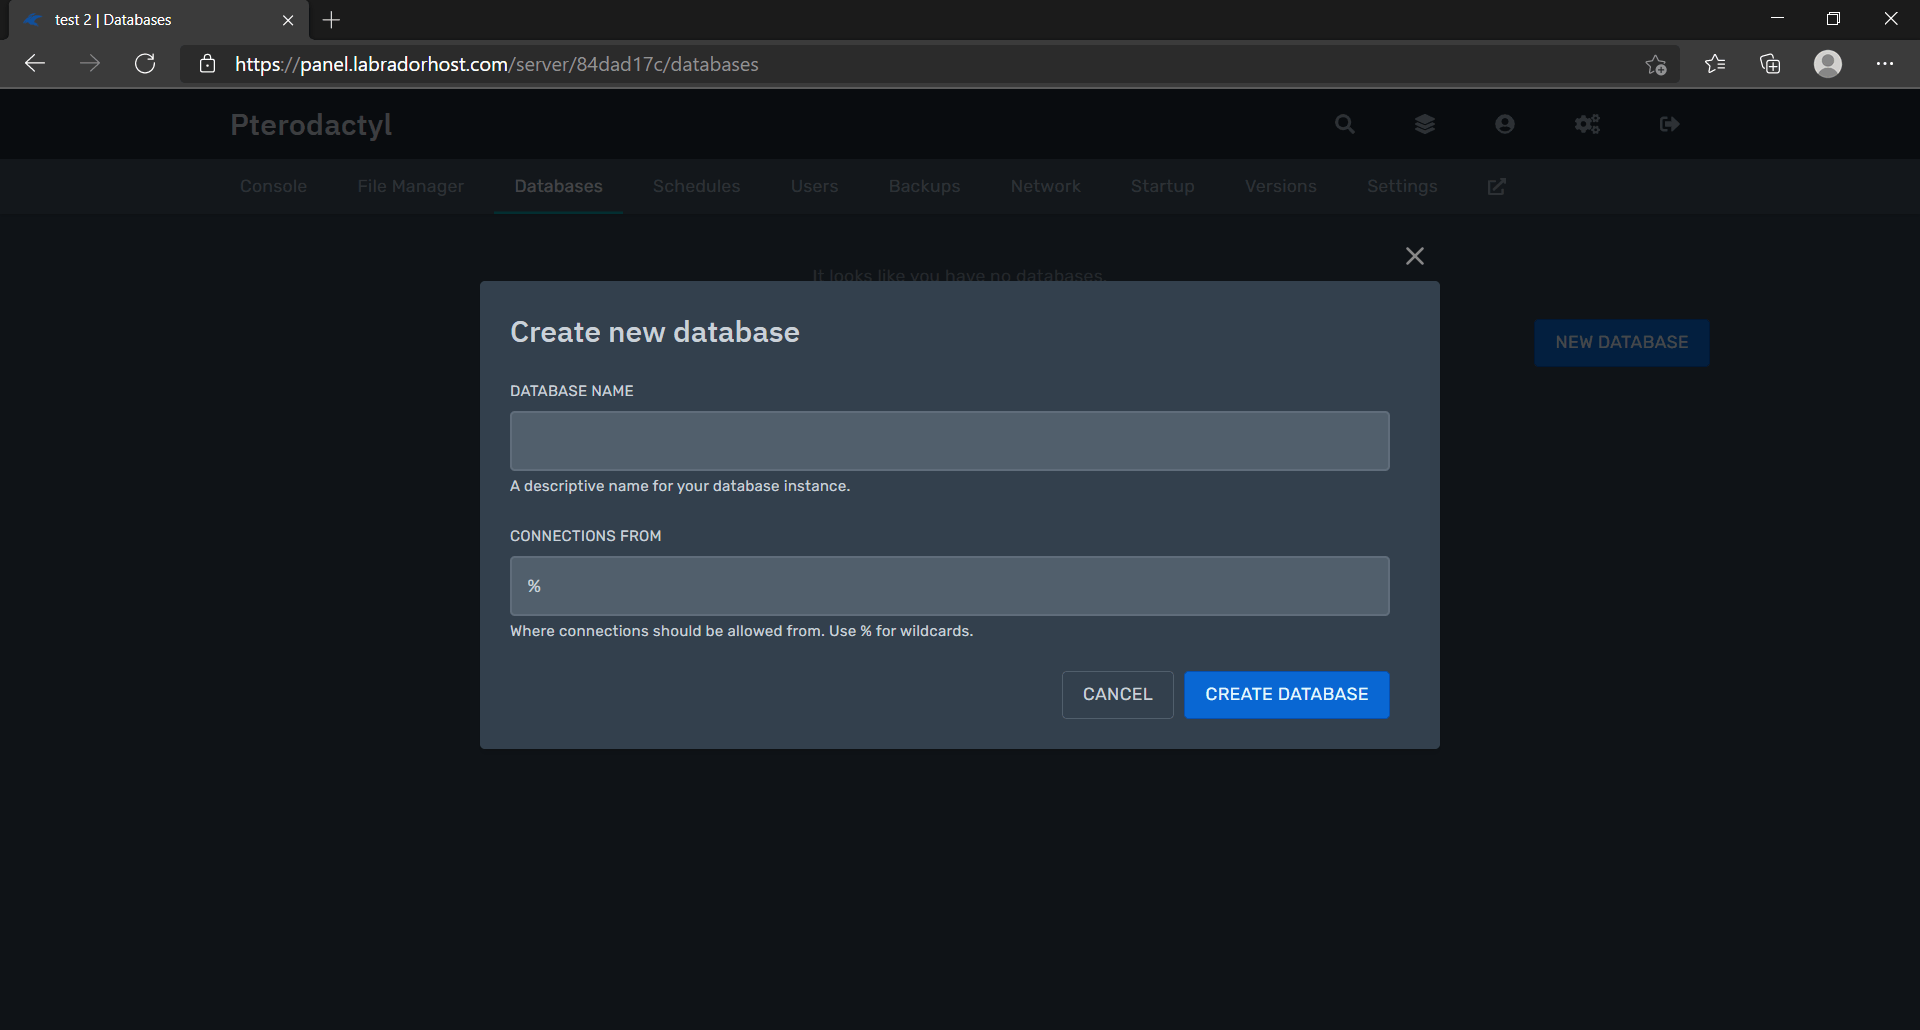 test 2 | Databases
https://panel.labradorhost.com/server/84dad17c/databases
Pterodactyl
Console File Manager Databases Schedules Users Backups Network Startup Versions Settings
It looks like you have no databases.
Create new database
NEW DATABASE
DATABASE NAME
A descriptive name for your database instance.
CONNECTIONS FROM
%
Where connections should be allowed from. Use % for wildcards.
CANCEL CREATE DATABASE